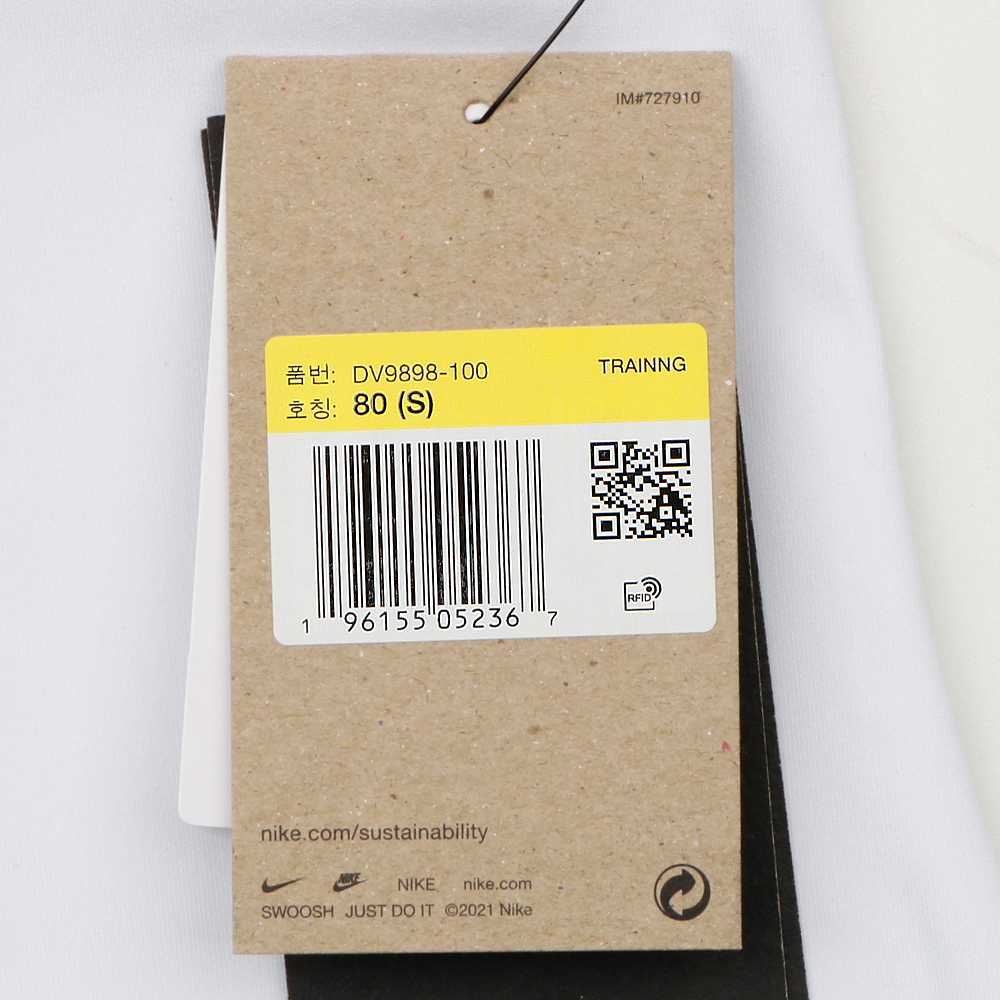 IM#727910
품번: DV9898-100
TRAINNG
호칭: 80 (S)
1 96155 05236 7
RFID
nike.com/sustainability
NIKE NIKE nike.com
SWOOSH JUST DO IT ©2021 Nike